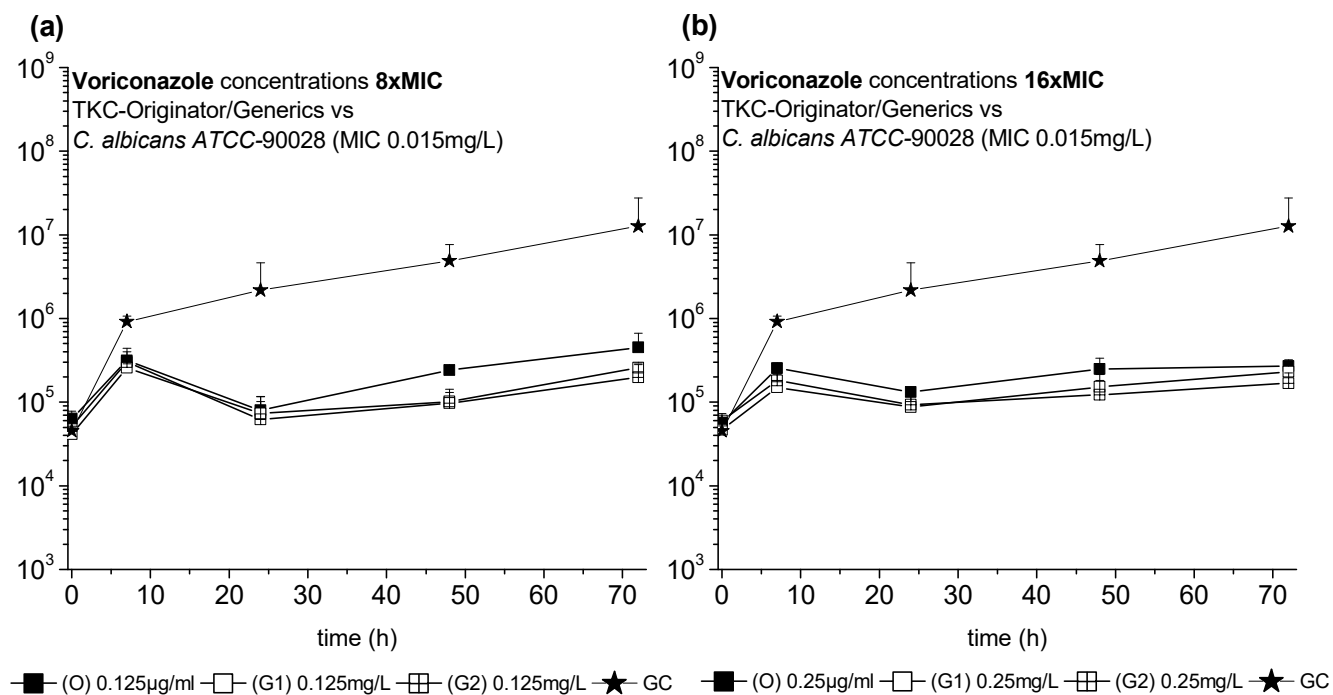 (a)
Voriconazole concentrations 8xMIC
TKC-Originator/Generics vs
C. albicans ATCC-90028 (MIC 0.015mg/L)
10^9
10^8
10^7
10^6
10^5
10^4
10^3
0 10 20 30 40 50 60 70
time (h)
(O) 0.125µg/ml (G1) 0.125mg/L (G2) 0.125mg/L GC
(b)
Voriconazole concentrations 16xMIC
TKC-Originator/Generics vs
C. albicans ATCC-90028 (MIC 0.015mg/L)
10^9
10^8
10^7
10^6
10^5
10^4
10^3
0 10 20 30 40 50 60 70
time (h)
(O) 0.25µg/ml (G1) 0.25mg/L (G2) 0.25mg/L GC